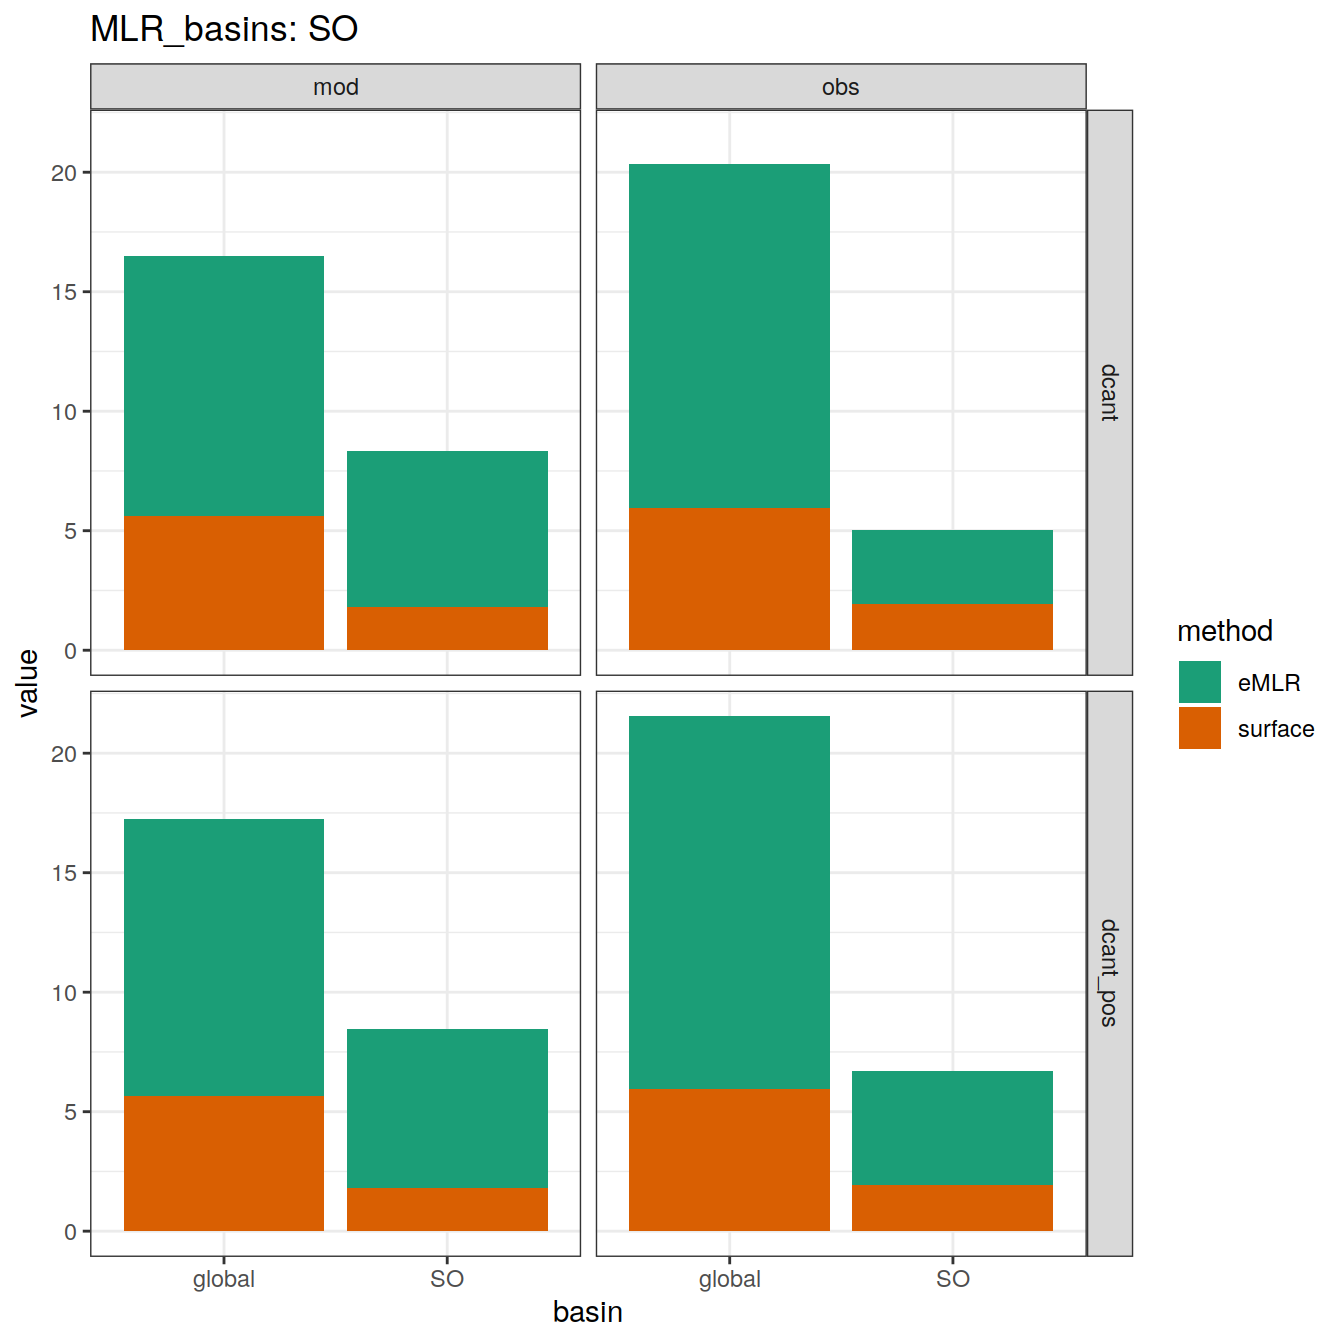 MLR_basins: SO
mod
obs
20
15
10
5
0
dcant
20
15
10
5
0
dcant_pos
value
global
SO
global
SO
basin
method
eMLR
surface